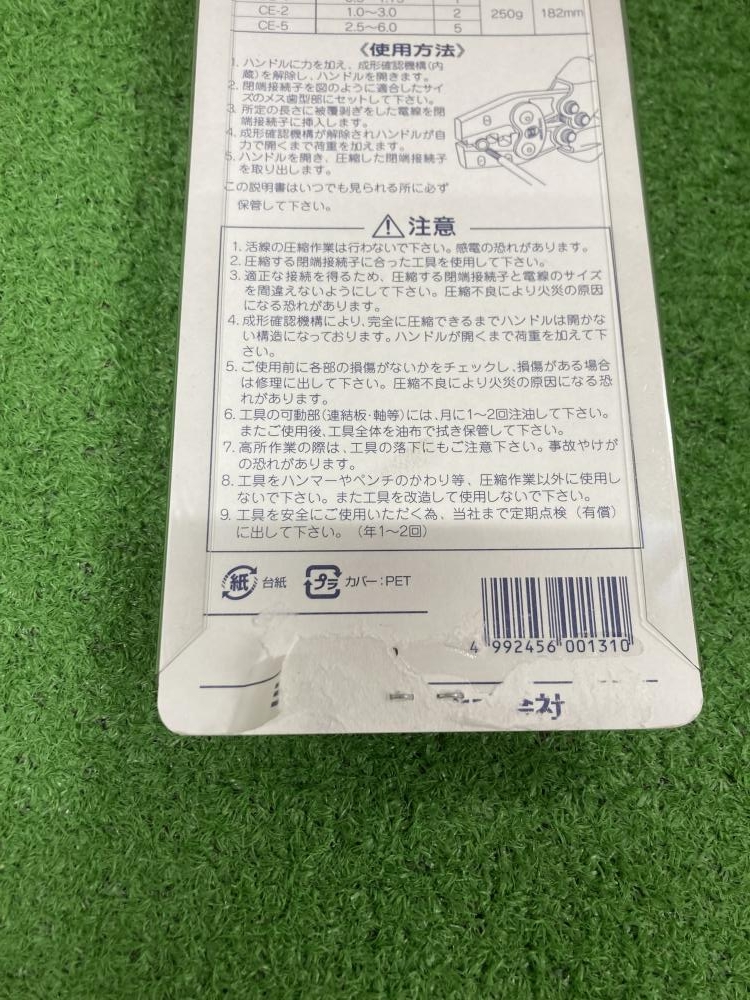 CE-2 1.0〜3.0 2 250g 182mm
CE-5 2.5〜6.0 5
《使用方法》
1. ハンドルに力を加え、成形確認機構(内
蔵)を解除し、ハンドルを開きます。
2. 閉端接続子を図のように適合したサイ
ズのメス歯型部にセットして下さい。
3. 所定の長さに被覆剥ぎをした電線を閉
端接続子に挿入します。
4. 成形確認機構が解除されハンドルが自
力で開くまで荷重を加えます。
5. ハンドルを開き、圧縮した閉端接続子
を取り出します。
この説明書はいつでも見られる所に必ず
保管して下さい。
⚠注意
1. 活線の圧縮作業は行わないで下さい。感電の恐れがあります。
2. 圧縮する閉端接続子に合った工具を使用して下さい。
3. 適正な接続を得るため、圧縮する閉端接続子と電線のサイズ
を間違えないようにして下さい。圧縮不良により火災の原因
になる恐れがあります。
4. 成形確認機構により、完全に圧縮できるまでハンドルは開かな
い構造になっております。ハンドルが開くまで荷重を加えて下
さい。
5. ご使用前に各部の損傷がないかをチェックし、損傷がある場合
は修理に出して下さい。圧縮不良により火災の原因になる恐
れがあります。
6. 工具の可動部(連結板・軸等)には、月に1〜2回注油して下さい。
またご使用後、工具全体を油布で拭き保管して下さい。
7. 高所作業の際は、工具の落下にもご注意下さい。事故やけが
の恐れがあります。
8. 工具をハンマーやペンチのかわり等、圧縮作業以外に使用し
ないで下さい。また工具を改造して使用しないで下さい。
9. 工具を安全にご使用いただく為、当社まで定期点検（有償）
に出して下さい。（年1〜2回）
紙 台紙 プラ カバー:PET
4 992456 001310
社